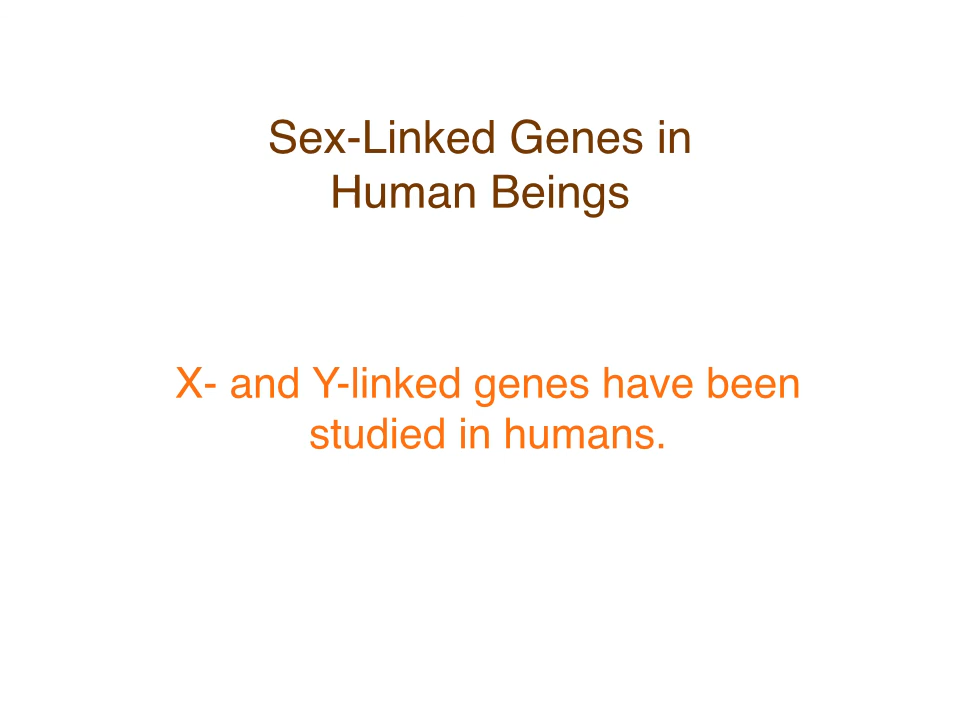 Sex-Linked Genes in
Human Beings
X- and Y-linked genes have been
studied in humans.